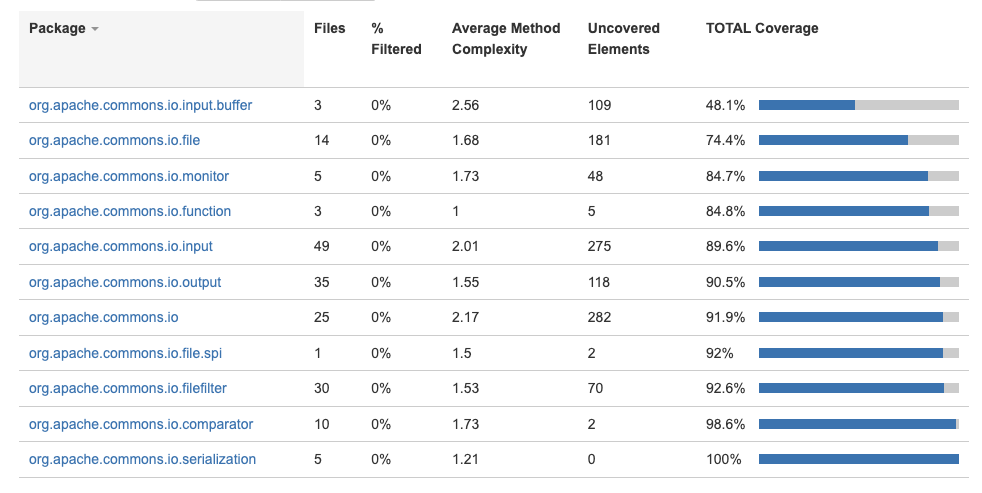 Package Files % Filtered Average Method Complexity Uncovered Elements TOTAL Coverage
org.apache.commons.io.input.buffer 3 0% 2.56 109 48.1%
org.apache.commons.io.file 14 0% 1.68 181 74.4%
org.apache.commons.io.monitor 5 0% 1.73 48 84.7%
org.apache.commons.io.function 3 0% 1 5 84.8%
org.apache.commons.io.input 49 0% 2.01 275 89.6%
org.apache.commons.io.output 35 0% 1.55 118 90.5%
org.apache.commons.io 25 0% 2.17 282 91.9%
org.apache.commons.io.file.spi 1 0% 1.5 2 92%
org.apache.commons.io.filefilter 30 0% 1.53 70 92.6%
org.apache.commons.io.comparator 10 0% 1.73 2 98.6%
org.apache.commons.io.serialization 5 0% 1.21 0 100%